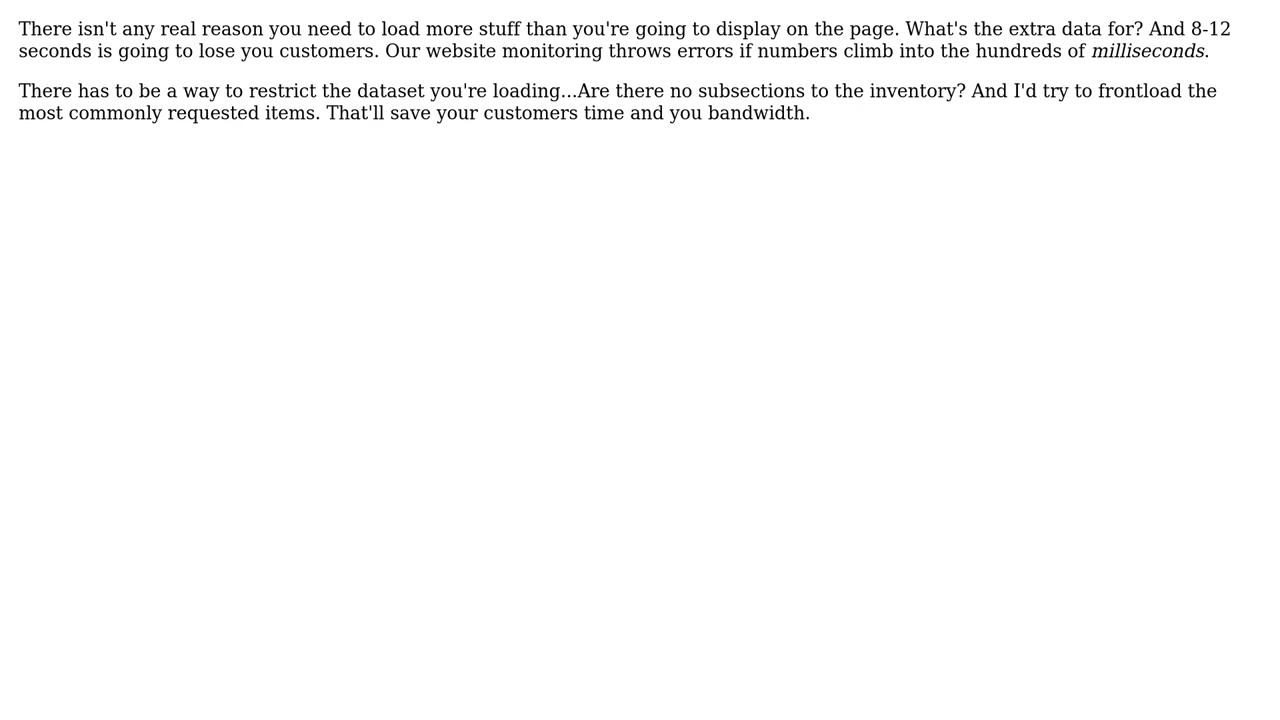 There isn't any real reason you need to load more stuff than you're going to display on the page. What's the extra data for? And 8-12
seconds is going to lose you customers. Our website monitoring throws errors if numbers climb into the hundreds of milliseconds.
There has to be a way to restrict the dataset you're loading...Are there no subsections to the inventory? And I'd try to frontload the
most commonly requested items. That'll save your customers time and you bandwidth.